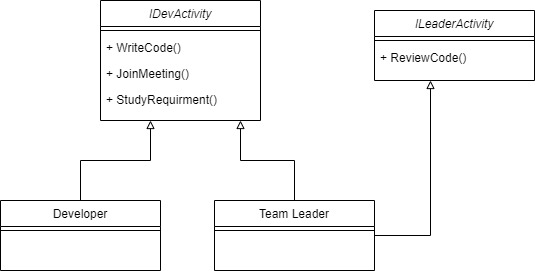 IDevActivity
+ WriteCode()
+ JoinMeeting()
+ StudyRequirment()
ILeaderActivity
+ ReviewCode()
Developer
Team Leader